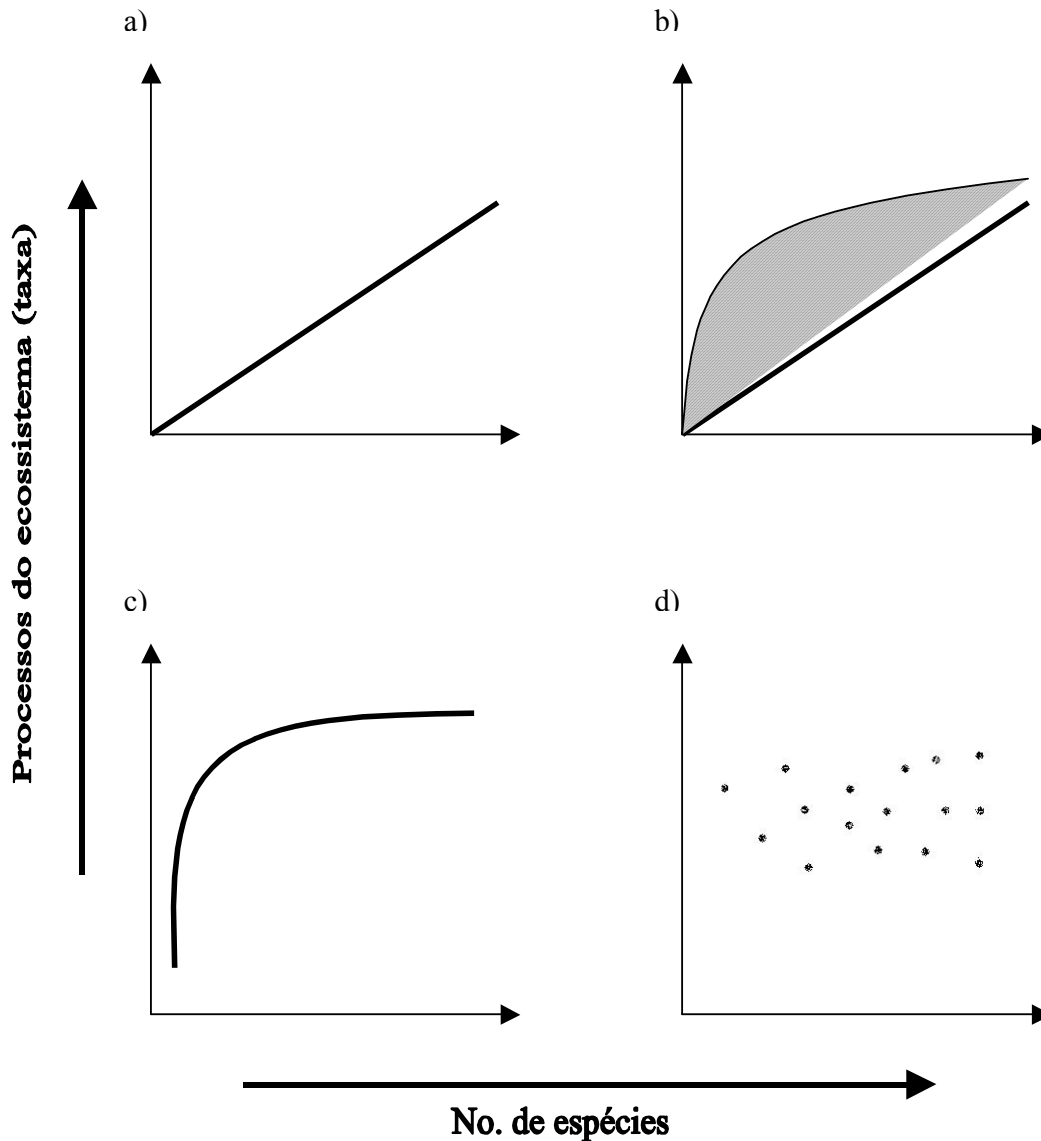 a)
b)
Processos do ecossistema (taxa)
c)
d)
No. de espécies